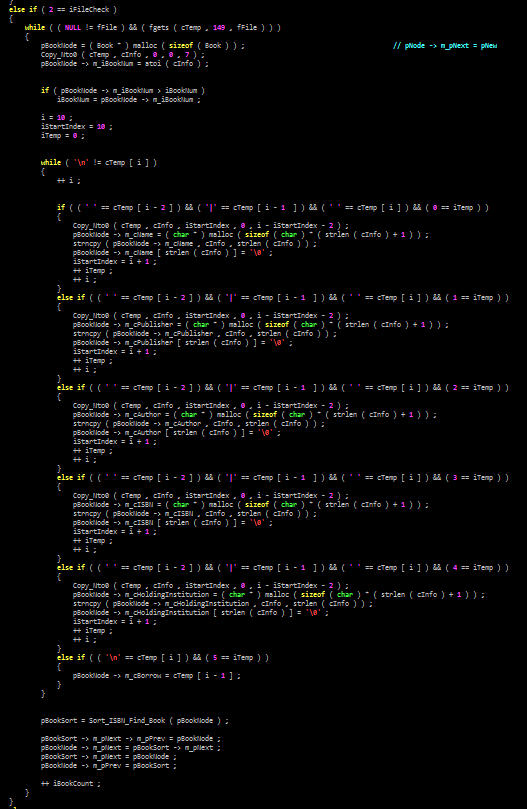 }
else if ( 2 == iFileCheck )
{
while ( ( NULL != fFile ) && ( fgets ( cTemp , 149 , fFile ) ) )
{
pBookNode = ( Book * ) malloc ( sizeof ( Book ) ) ; // pNode -> m_pNext = pNew
Copy_Nto0 ( cTemp , cInfo , 0 , 0 , 7 ) ;
pBookNode -> m_iBookNum = atoi ( cInfo ) ;
if ( pBookNode -> m_iBookNum > iBookNum )
iBookNum = pBookNode -> m_iBookNum ;
i = 10 ;
iStartIndex = 10 ;
iTemp = 0 ;
while ( '\n' != cTemp [ i ] )
{
++ i ;
if ( ( ' ' == cTemp [ i - 2 ] ) && ( '|' == cTemp [ i - 1 ] ) && ( ' ' == cTemp [ i ] ) && ( 0 == iTemp ) )
{
Copy_Nto0 ( cTemp , cInfo , iStartIndex , 0 , i - iStartIndex - 2 ) ;
pBookNode -> m_cName = ( char * ) malloc ( sizeof ( char ) * ( strlen ( cInfo ) + 1 ) ) ;
strncpy ( pBookNode -> m_cName , cInfo , strlen ( cInfo ) ) ;
pBookNode -> m_cName [ strlen ( cInfo ) ] = '\0' ;
iStartIndex = i + 1 ;
++ iTemp ;
++ i ;
}
else if ( ( ' ' == cTemp [ i - 2 ] ) && ( '|' == cTemp [ i - 1 ] ) && ( ' ' == cTemp [ i ] ) && ( 1 == iTemp ) )
{
Copy_Nto0 ( cTemp , cInfo , iStartIndex , 0 , i - iStartIndex - 2 ) ;
pBookNode -> m_cPublisher = ( char * ) malloc ( sizeof ( char ) * ( strlen ( cInfo ) + 1 ) ) ;
strncpy ( pBookNode -> m_cPublisher , cInfo , strlen ( cInfo ) ) ;
pBookNode -> m_cPublisher [ strlen ( cInfo ) ] = '\0' ;
iStartIndex = i + 1 ;
++ iTemp ;
++ i ;
}
else if ( ( ' ' == cTemp [ i - 2 ] ) && ( '|' == cTemp [ i - 1 ] ) && ( ' ' == cTemp [ i ] ) && ( 2 == iTemp ) )
{
Copy_Nto0 ( cTemp , cInfo , iStartIndex , 0 , i - iStartIndex - 2 ) ;
pBookNode -> m_cAuthor = ( char * ) malloc ( sizeof ( char ) * ( strlen ( cInfo ) + 1 ) ) ;
strncpy ( pBookNode -> m_cAuthor , cInfo , strlen ( cInfo ) ) ;
pBookNode -> m_cAuthor [ strlen ( cInfo ) ] = '\0' ;
iStartIndex = i + 1 ;
++ iTemp ;
++ i ;
}
else if ( ( ' ' == cTemp [ i - 2 ] ) && ( '|' == cTemp [ i - 1 ] ) && ( ' ' == cTemp [ i ] ) && ( 3 == iTemp ) )
{
Copy_Nto0 ( cTemp , cInfo , iStartIndex , 0 , i - iStartIndex - 2 ) ;
pBookNode -> m_cISBN = ( char * ) malloc ( sizeof ( char ) * ( strlen ( cInfo ) + 1 ) ) ;
strncpy ( pBookNode -> m_cISBN , cInfo , strlen ( cInfo ) ) ;
pBookNode -> m_cISBN [ strlen ( cInfo ) ] = '\0' ;
iStartIndex = i + 1 ;
++ iTemp ;
++ i ;
}
else if ( ( ' ' == cTemp [ i - 2 ] ) && ( '|' == cTemp [ i - 1 ] ) && ( ' ' == cTemp [ i ] ) && ( 4 == iTemp ) )
{
Copy_Nto0 ( cTemp , cInfo , iStartIndex , 0 , i - iStartIndex - 2 ) ;
pBookNode -> m_cHoldingInstitution = ( char * ) malloc ( sizeof ( char ) * ( strlen ( cInfo ) + 1 ) ) ;
strncpy ( pBookNode -> m_cHoldingInstitution , cInfo , strlen ( cInfo ) ) ;
pBookNode -> m_cHoldingInstitution [ strlen ( cInfo ) ] = '\0' ;
iStartIndex = i + 1 ;
++ iTemp ;
++ i ;
}
else if ( ( '\n' == cTemp [ i ] ) && ( 5 == iTemp ) )
{
pBookNode -> m_cBorrow = cTemp [ i - 1 ] ;
}
}
pBookSort = Sort_ISBN_Find_Book ( pBookNode ) ;
pBookSort -> m_pNext -> m_pPrev = pBookNode ;
pBookNode -> m_pNext = pBookSort -> m_pNext ;
pBookSort -> m_pNext = pBookNode ;
pBookNode -> m_pPrev = pBookSort ;
++ iBookCount ;
}
}